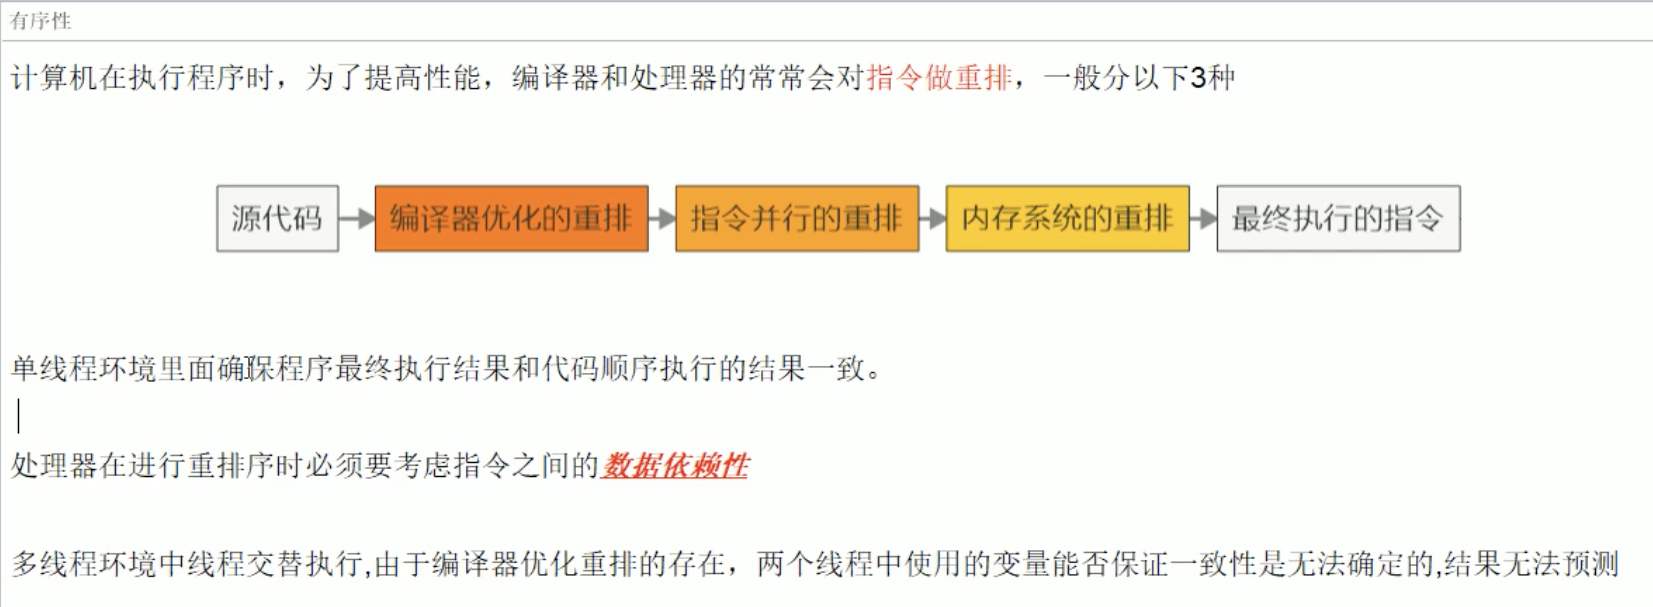 有序性
计算机在执行程序时，为了提高性能，编译器和处理器的常常会对指令做重排，一般分以下3种
源代码
编译器优化的重排
指令并行的重排
内存系统的重排
最终执行的指令
单线程环境里面确保程序最终执行结果和代码顺序执行的结果一致。
处理器在进行重排序时必须要考虑指令之间的数据依赖性
多线程环境中线程交替执行,由于编译器优化重排的存在，两个线程中使用的变量能否保证一致性是无法确定的,结果无法预测